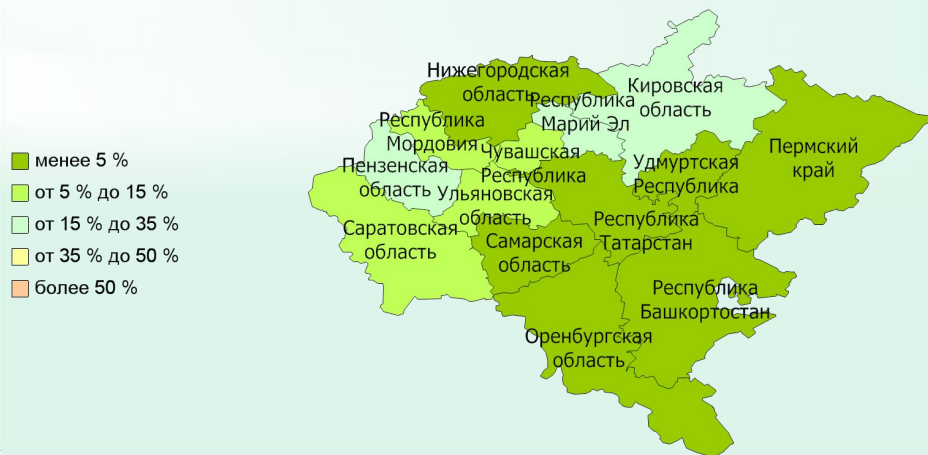 менее 5 %
от 5 % до 15 %
от 15 % до 35 %
от 35 % до 50 %
более 50 %
Нижегородская
область
Республика
Марий Эл
Кировская
область
Республика
Мордовия
Чувашская
Республика
Пензенская
область
Ульяновская
область
Удмуртская
Республика
Пермский
край
Саратовская
область
Самарская
область
Республика
Татарстан
Республика
Башкортостан
Оренбургская
область